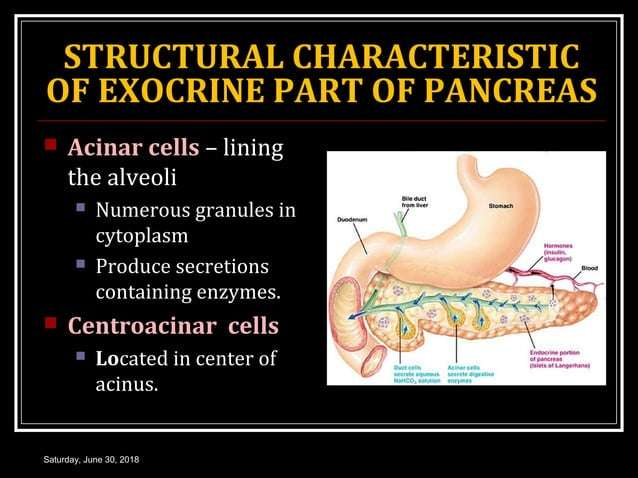 STRUCTURAL CHARACTERISTIC
OF EXOCRINE PART OF PANCREAS
Acinar cells – lining
the alveoli
Numerous granules in
cytoplasm
Produce secretions
containing enzymes.
Centroacinar cells
Located in center of
acinus.
Bile duct
from liver
Stomach
Duodenum
Hormones
(insulin,
glucagon)
Blood
Duct cells
secrete aqueous
NaHCO₃ solution
Acinar cells
secrete digestive
enzymes
Endocrine portion
of pancreas
(Islets of Langerhans)
Saturday, June 30, 2018